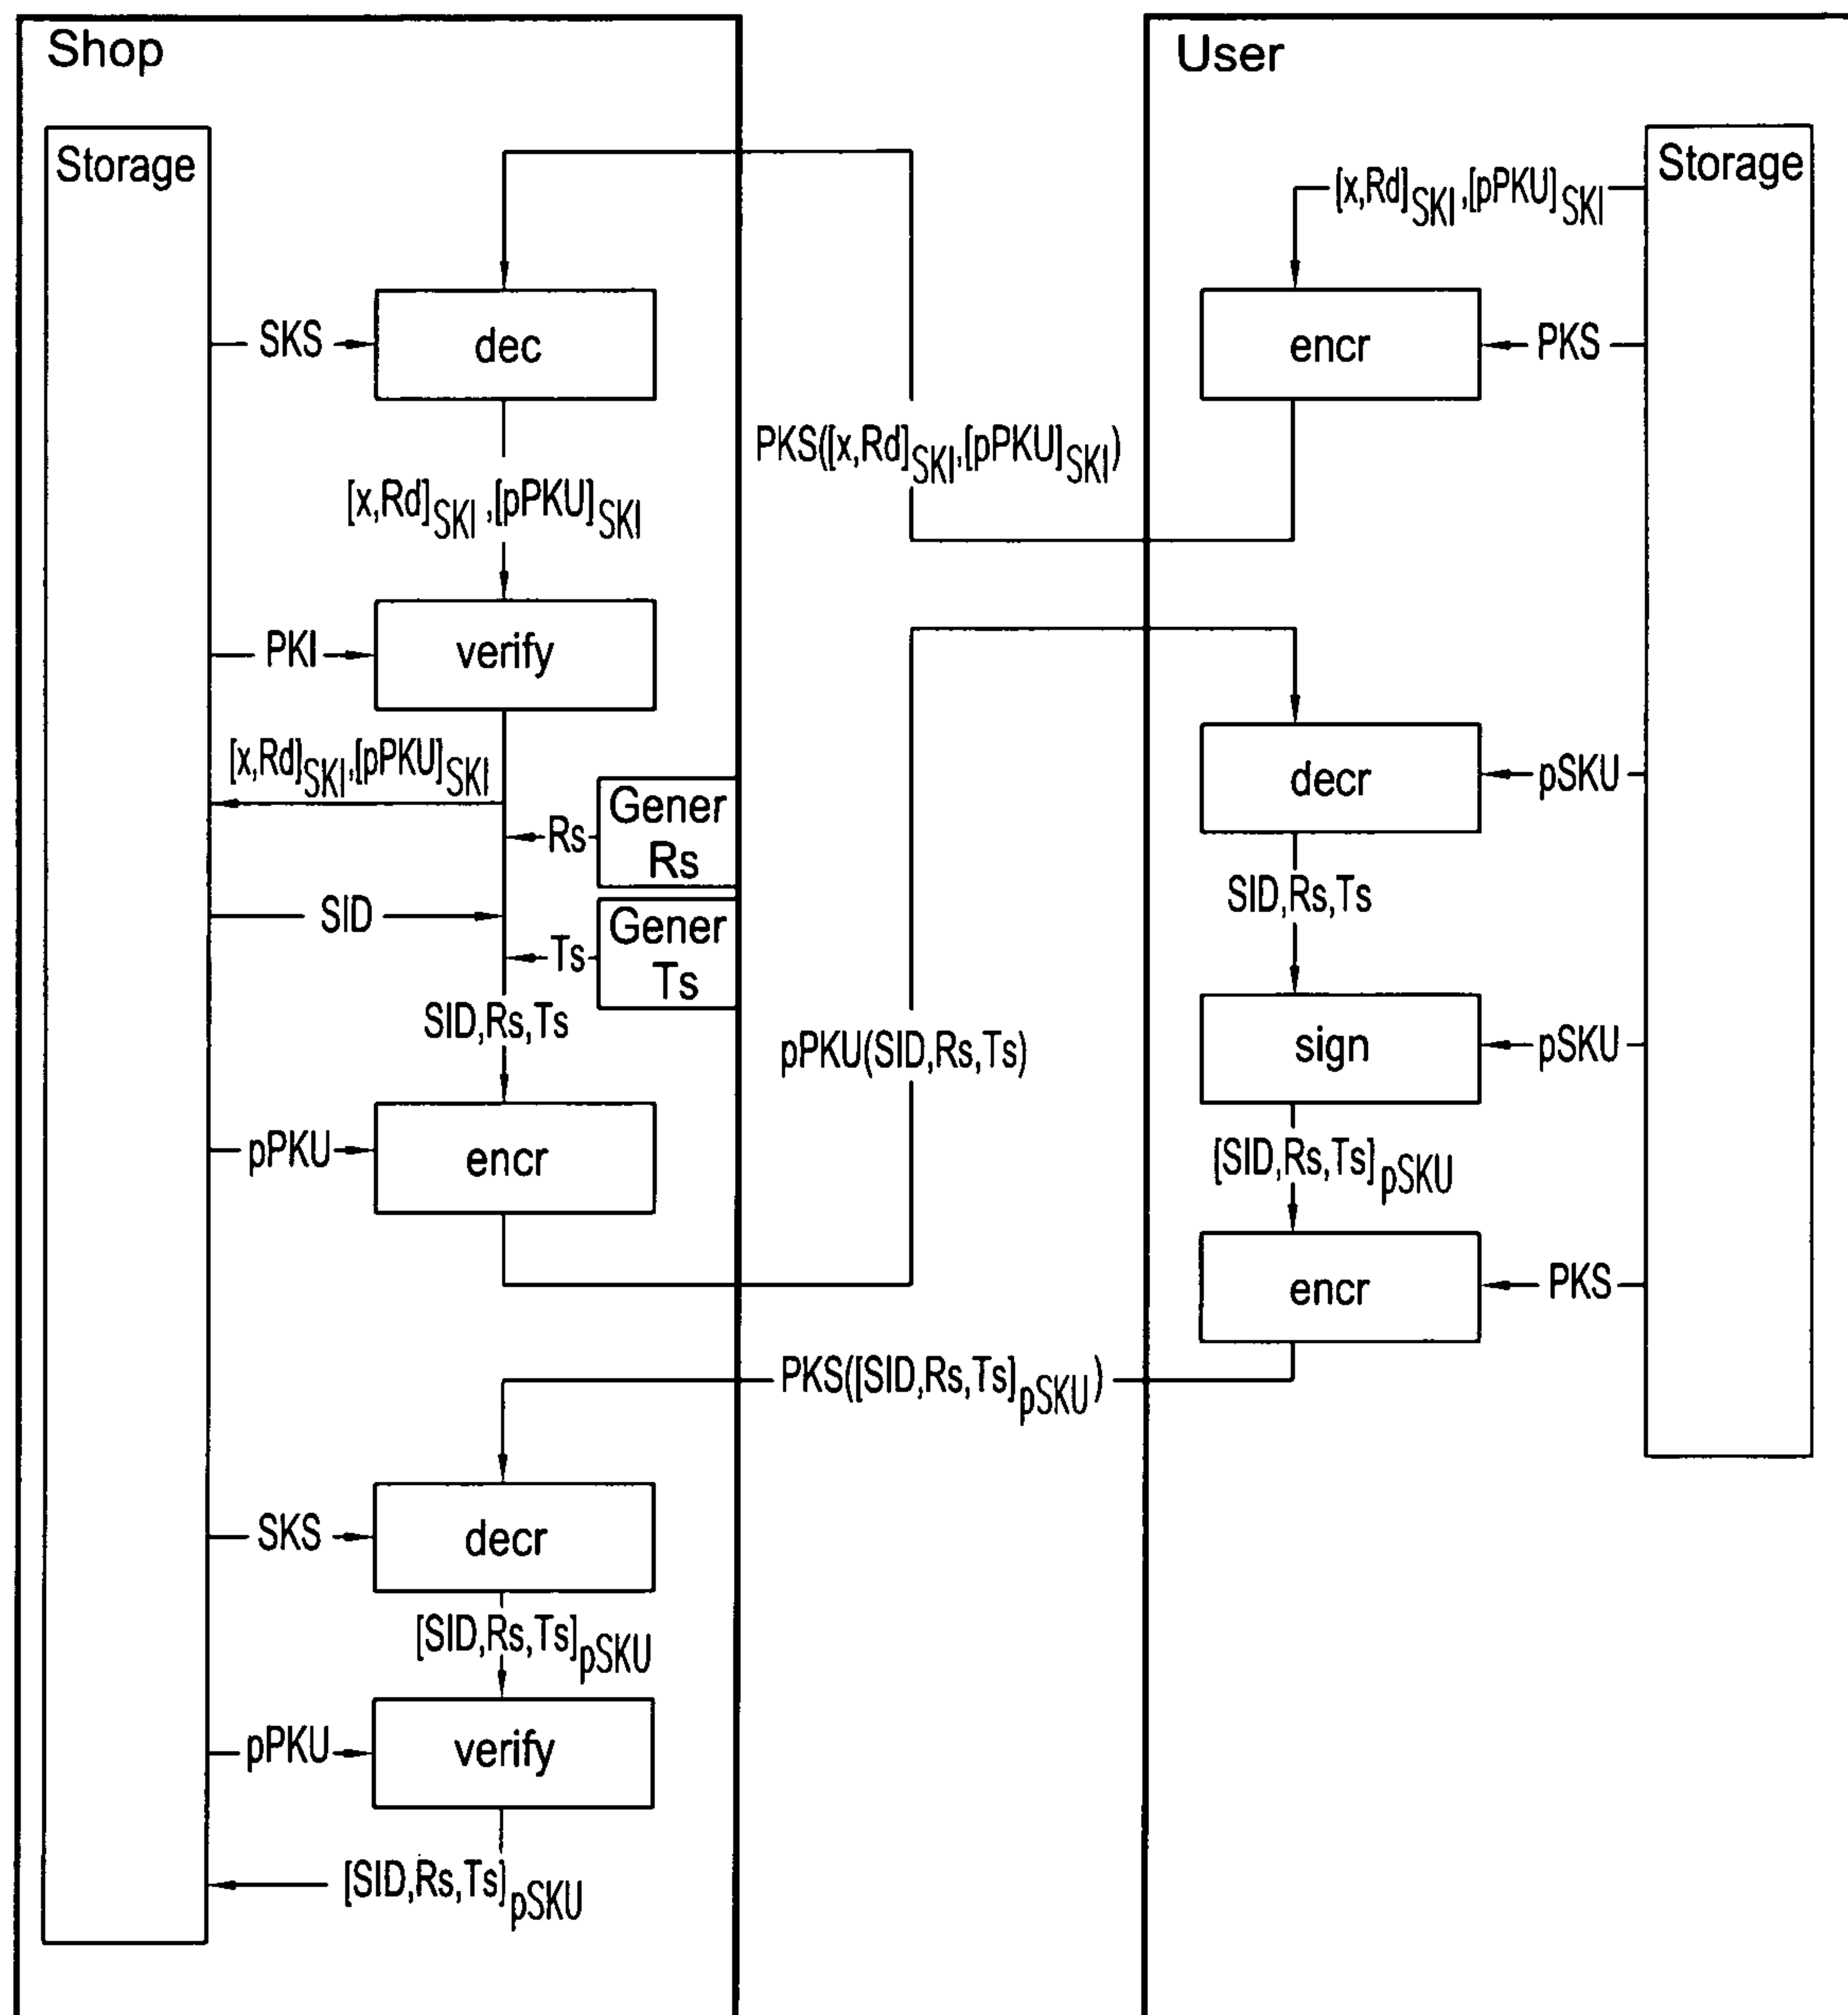 Shop
User
Storage
Storage
[x,Rd]SKI,[pPKU]SKI
SKS
dec
encr
PKS
PKS([x,Rd]SKI,[pPKU]SKI)
[x,Rd]SKI,[pPKU]SKI
PKI
verify
[x,Rd]SKI,[pPKU]SKI
decr
pSKU
Rs
Gener
Rs
SID,Rs,Ts
SID
Ts
Gener
Ts
SID,Rs,Ts
pPKU(SID,Rs,Ts)
sign
pSKU
pPKU
encr
[SID,Rs,Ts]pSKU
encr
PKS
PKS([SID,Rs,Ts]pSKU)
SKS
decr
[SID,Rs,Ts]pSKU
pPKU
verify
[SID,Rs,Ts]pSKU